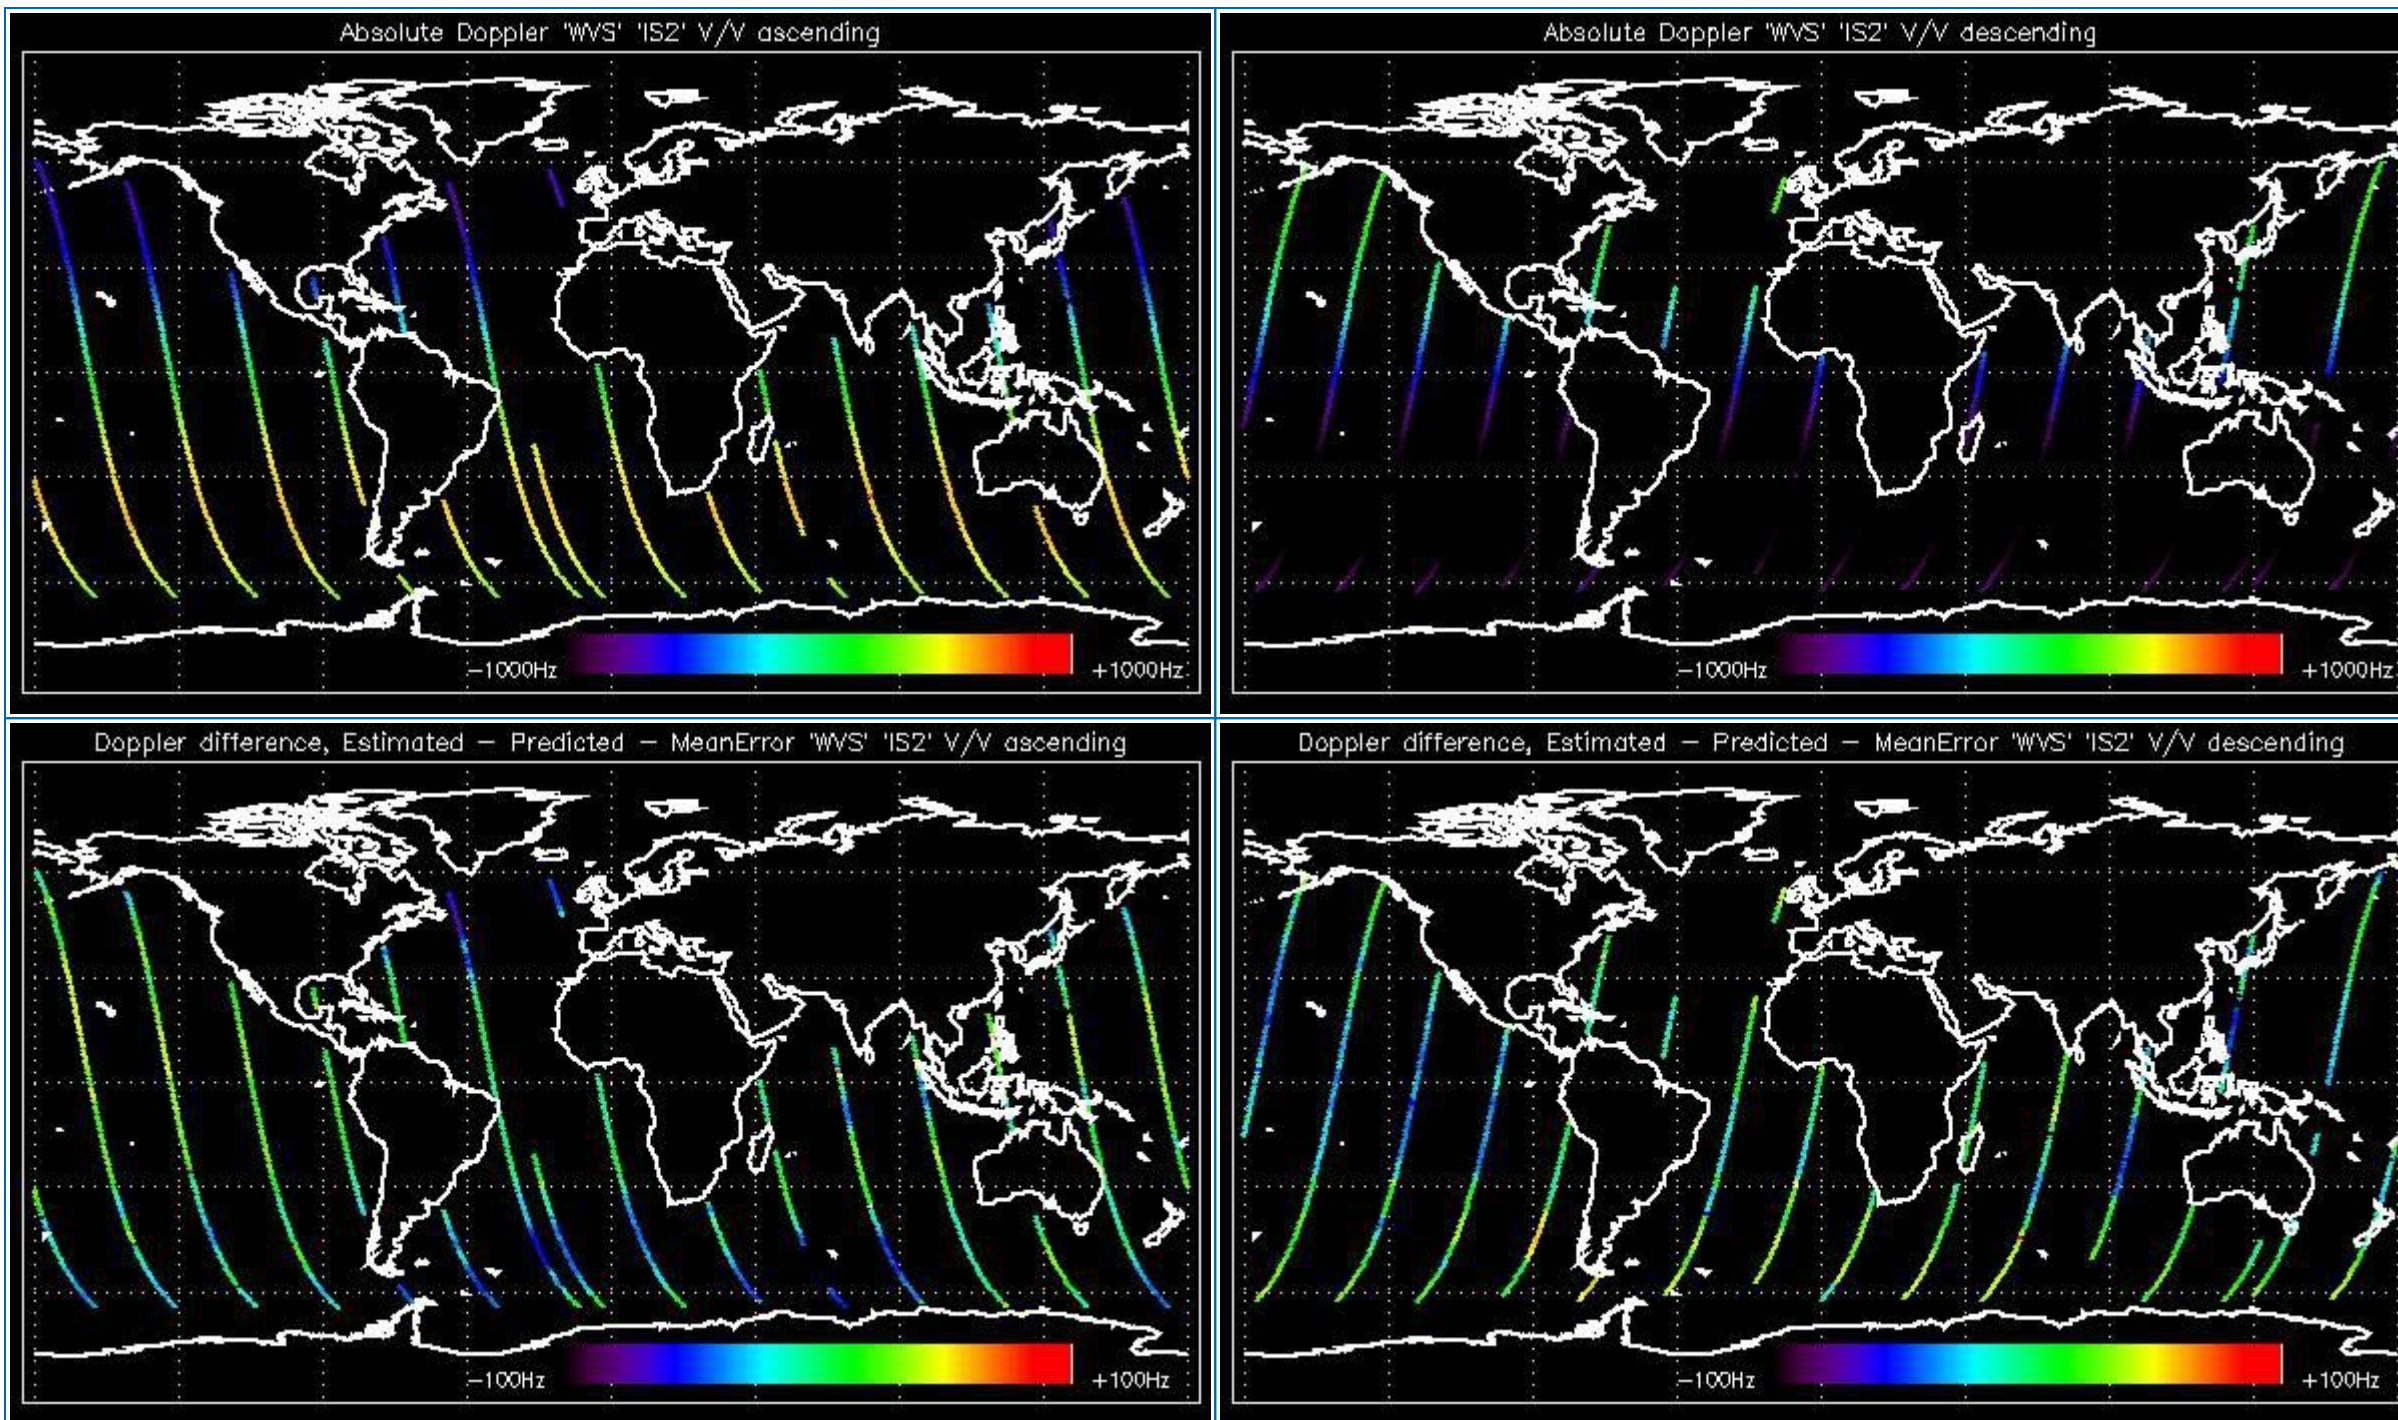 Absolute Doppler 'WVS' 'IS2' V/V ascending
-1000Hz
+1000Hz
Absolute Doppler 'WVS' 'IS2' V/V descending
-1000Hz
+1000Hz
Doppler difference, Estimated - Predicted - MeanError 'WVS' 'IS2' V/V ascending
-100Hz
+100Hz
Doppler difference, Estimated - Predicted - MeanError 'WVS' 'IS2' V/V descending
-100Hz
+100Hz